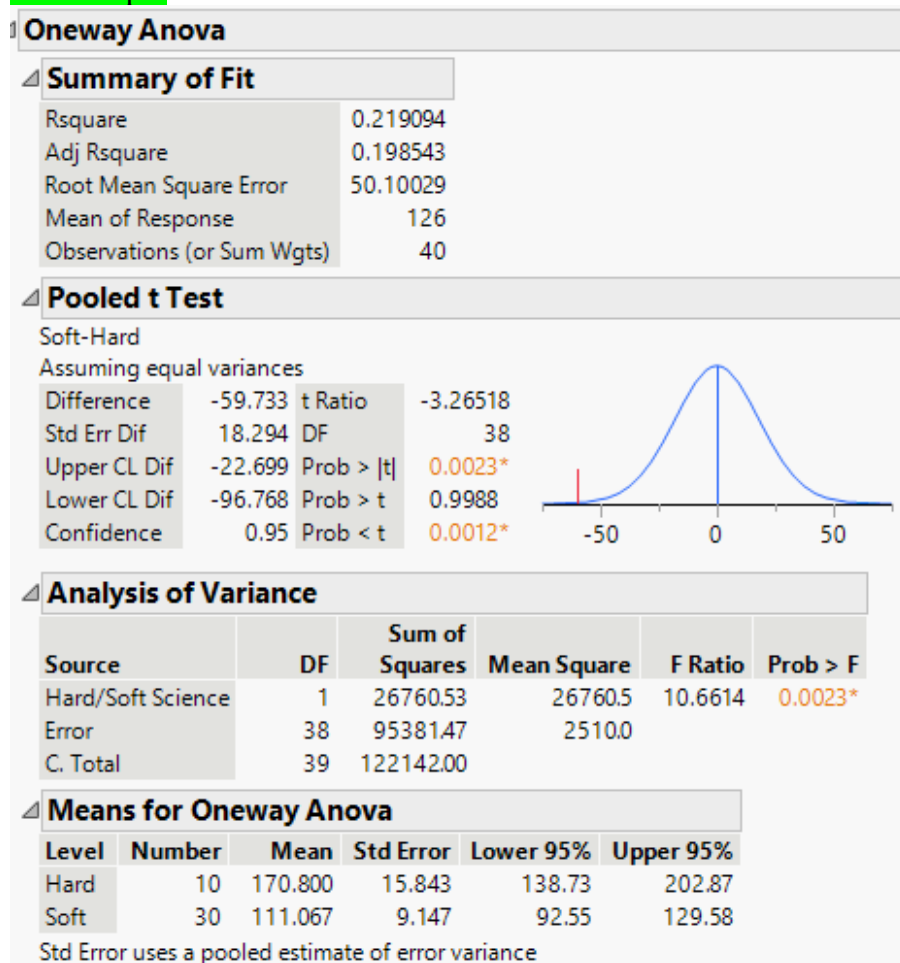 Oneway Anova
Summary of Fit
Rsquare 0.219094
Adj Rsquare 0.198543
Root Mean Square Error 50.10029
Mean of Response 126
Observations (or Sum Wgts) 40
Pooled t Test
Soft-Hard
Assuming equal variances
Difference -59.733 t Ratio -3.26518
Std Err Dif 18.294 DF 38
Upper CL Dif -22.699 Prob > |t| 0.0023*
Lower CL Dif -96.768 Prob > t 0.9988
Confidence 0.95 Prob < t 0.0012*
-50 0 50
Analysis of Variance
Sum of
Source DF Squares Mean Square F Ratio Prob > F
Hard/Soft Science 1 26760.53 26760.5 10.6614 0.0023*
Error 38 95381.47 2510.0
C. Total 39 122142.00
Means for Oneway Anova
Level Number Mean Std Error Lower 95% Upper 95%
Hard 10 170.800 15.843 138.73 202.87
Soft 30 111.067 9.147 92.55 129.58
Std Error uses a pooled estimate of error variance